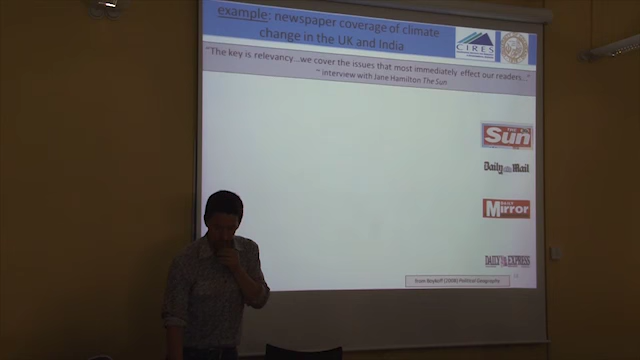 example: newspaper coverage of climate
change in the UK and India
CIRES
"The key is relevancy...we cover the issues that most immediately effect our readers..."
~ interview with Jane Hamilton The Sun
THE Sun
Daily Mail
Mirror
DAILY EXPRESS
from Boykoff (2008) Political Geography